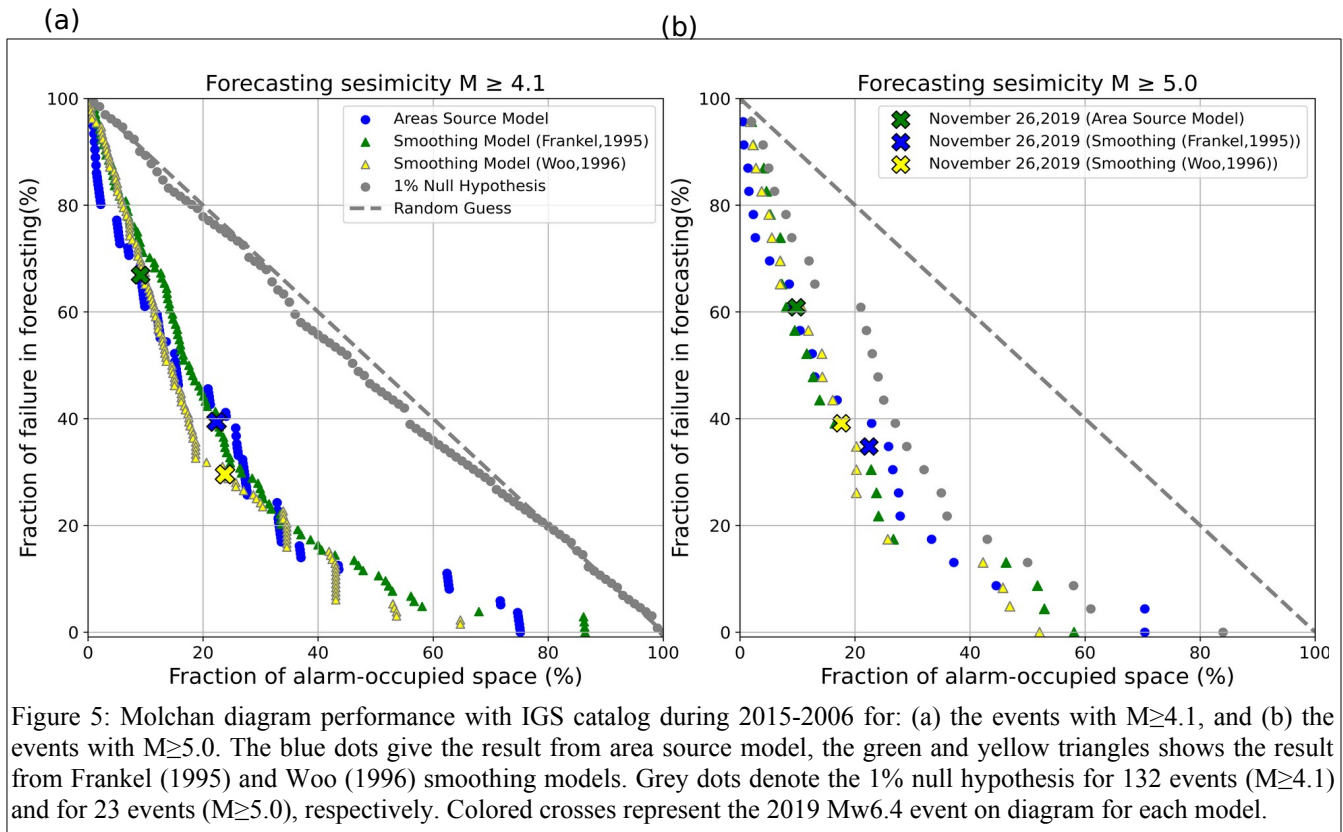 (a)
(b)
Forecasting sesimicity M ≥ 4.1
100
80
60
40
20
0
Fraction of failure in forecasting(%)
Areas Source Model
Smoothing Model (Frankel,1995)
Smoothing Model (Woo,1996)
1% Null Hypothesis
Random Guess
0 20 40 60 80 100
Fraction of alarm-occupied space (%)
Forecasting sesimicity M ≥ 5.0
100
80
60
40
20
0
Fraction of failure in forecasting(%)
November 26,2019 (Area Source Model)
November 26,2019 (Smoothing (Frankel,1995))
November 26,2019 (Smoothing (Woo,1996))
0 20 40 60 80 100
Fraction of alarm-occupied space (%)
Figure 5: Molchan diagram performance with IGS catalog during 2015-2006 for: (a) the events with M≥4.1, and (b) the
events with M≥5.0. The blue dots give the result from area source model, the green and yellow triangles shows the result
from Frankel (1995) and Woo (1996) smoothing models. Grey dots denote the 1% null hypothesis for 132 events (M≥4.1)
and for 23 events (M≥5.0), respectively. Colored crosses represent the 2019 Mw6.4 event on diagram for each model.